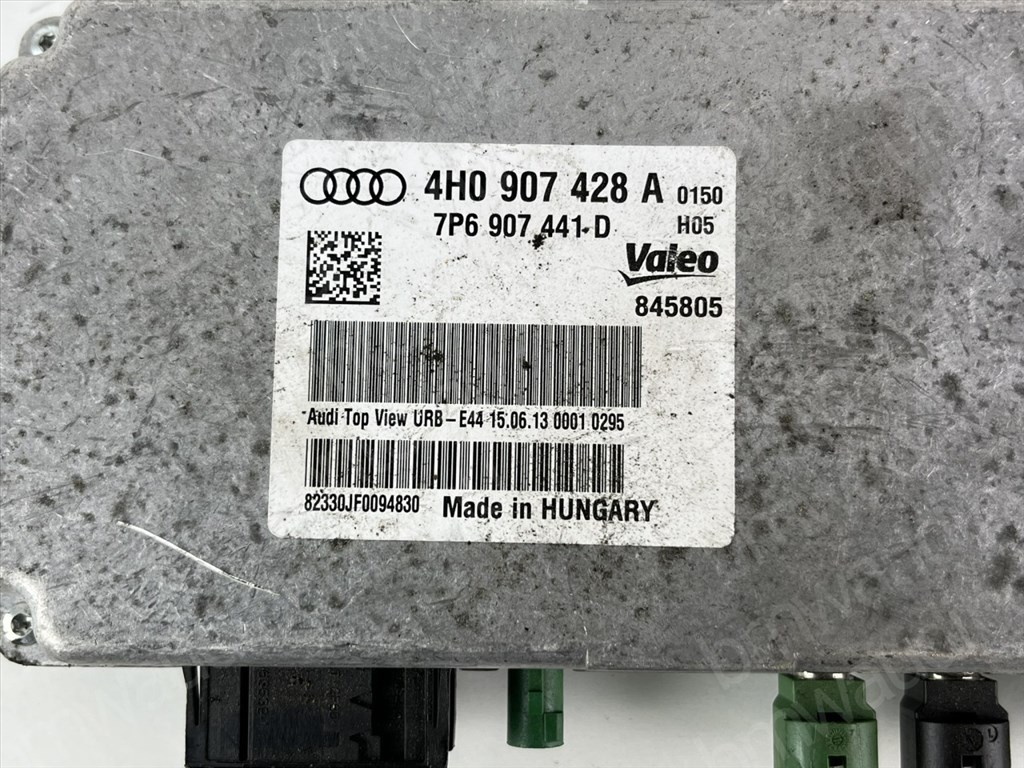 4H0 907 428 A 0150
7P6 907 441 D H05
Valeo
845805
Audi Top View URB-E44 15.06.13 0001 0295
82330JF0094830 Made in HUNGARY